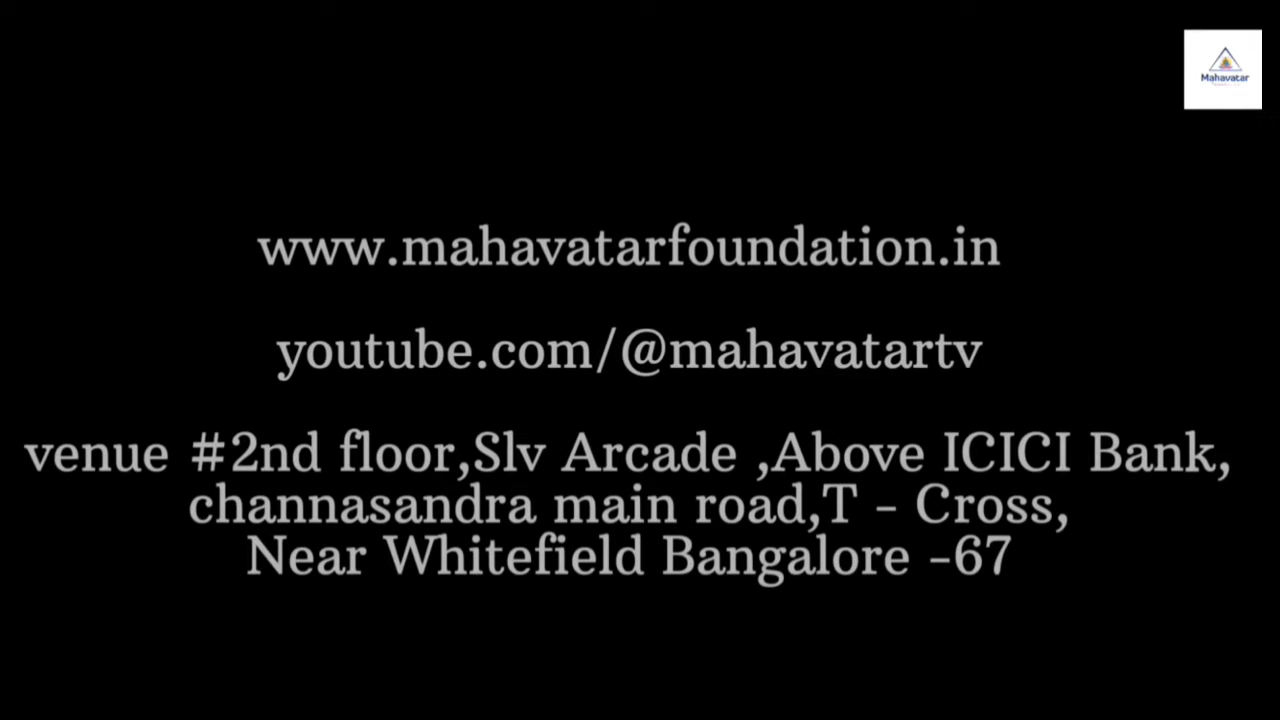 Mahavatar
www.mahavatarfoundation.in
youtube.com/@mahavatartv
venue #2nd floor,Slv Arcade ,Above ICICI Bank,
channasandra main road,T - Cross,
Near Whitefield Bangalore -67